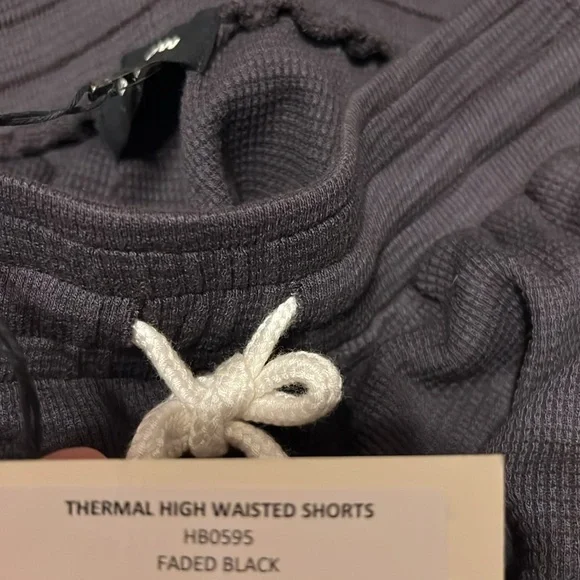 THERMAL HIGH WAISTED SHORTS
HB0595
FADED BLACK